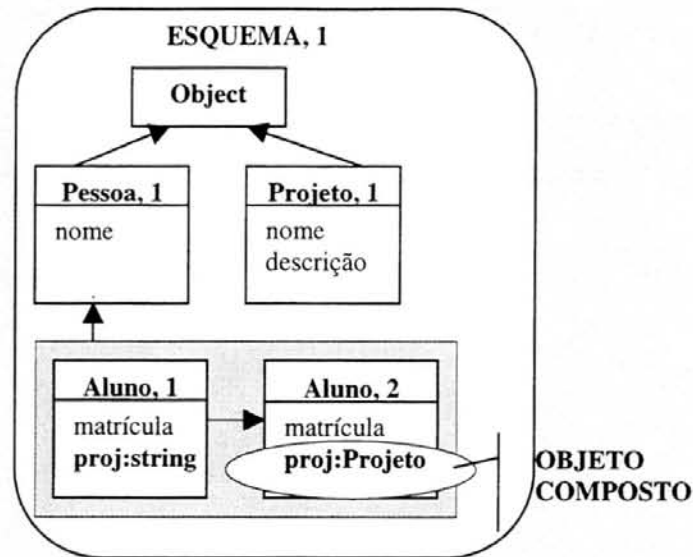 ESQUEMA, 1
Object
Pessoa, 1
nome
Projeto, 1
nome
descrição
Aluno, 1
matrícula
proj:string
Aluno, 2
matrícula
proj:Projeto
OBJETO
COMPOSTO